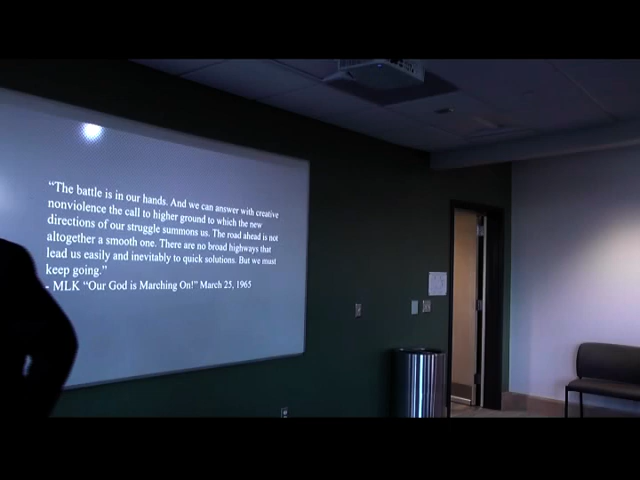 “The battle is in our hands. And we can answer with creative
nonviolence the call to higher ground to which the new
directions of our struggle summons us. The road ahead is not
altogether a smooth one. There are no broad highways that
lead us easily and inevitably to quick solutions. But we must
keep going.”
- MLK “Our God is Marching On!” March 25, 1965